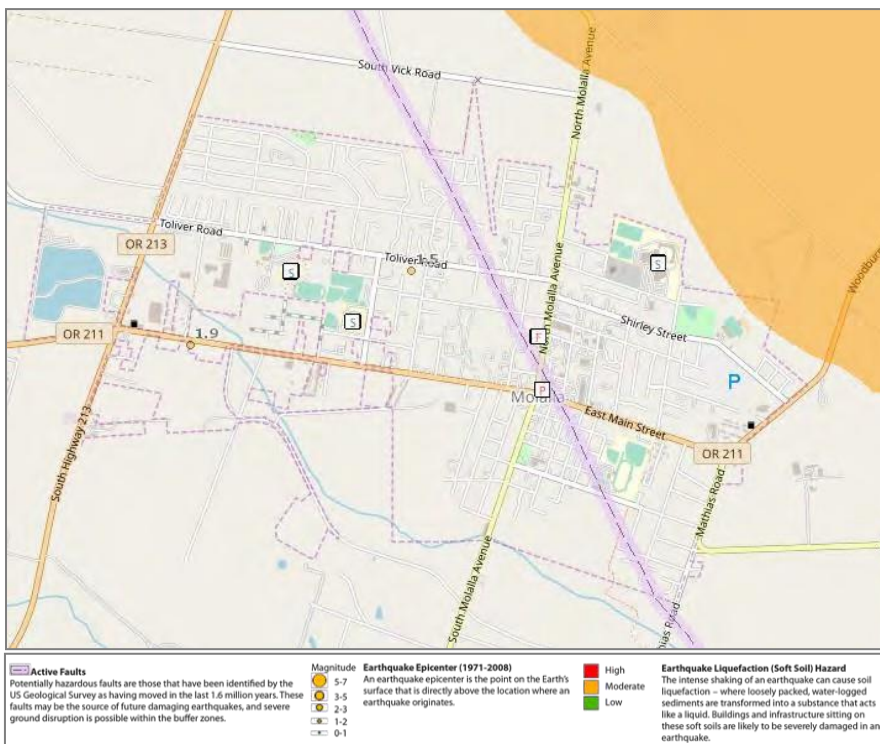 South Vick Road
North Molalla Avenue
Toliver Road
OR 213
Toliver Road
1.5
S
S
Woodburn
North Molalla Avenue
Shirley Street
OR 211
1.9
S
F
P
P
Molalla
East Main Street
OR 211
South Highway 213
Mathias Road
South Molalla Avenue
Active Faults
Potentially hazardous faults are those that have been identified by the
US Geological Survey as having moved in the last 1.6 million years. These
faults may be the source of future damaging earthquakes, and severe
ground disruption is possible within the buffer zones.
Magnitude
5-7
3-5
2-3
1-2
0-1
Earthquake Epicenter (1971-2008)
An earthquake epicenter is the point on the Earth's
surface that is directly above the location where an
earthquake originates.
High
Moderate
Low
Earthquake Liquefaction (Soft Soil) Hazard
The intense shaking of an earthquake can cause soil
liquefaction – where loosely packed, water-logged
sediments are transformed into a substance that acts
like a liquid. Buildings and infrastructure sitting on
these soft soils are likely to be severely damaged in an
earthquake.